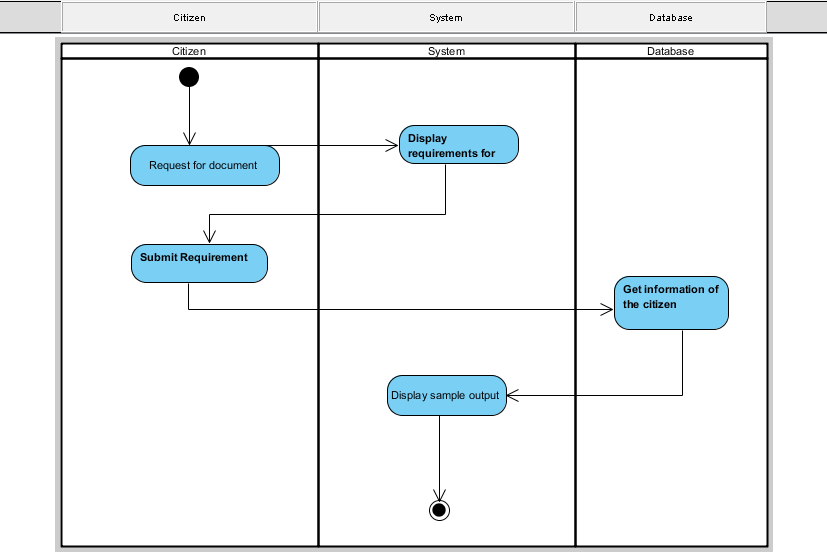 Citizen
System
Database
Citizen
System
Database
Display
requirements for
Request for document
Submit Requirement
Get information of
the citizen
Display sample output